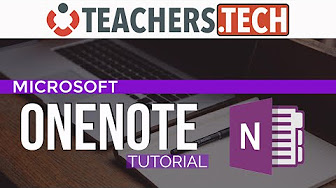 TEACHERS.TECH
MICROSOFT
ONENOTE
TUTORIAL
N